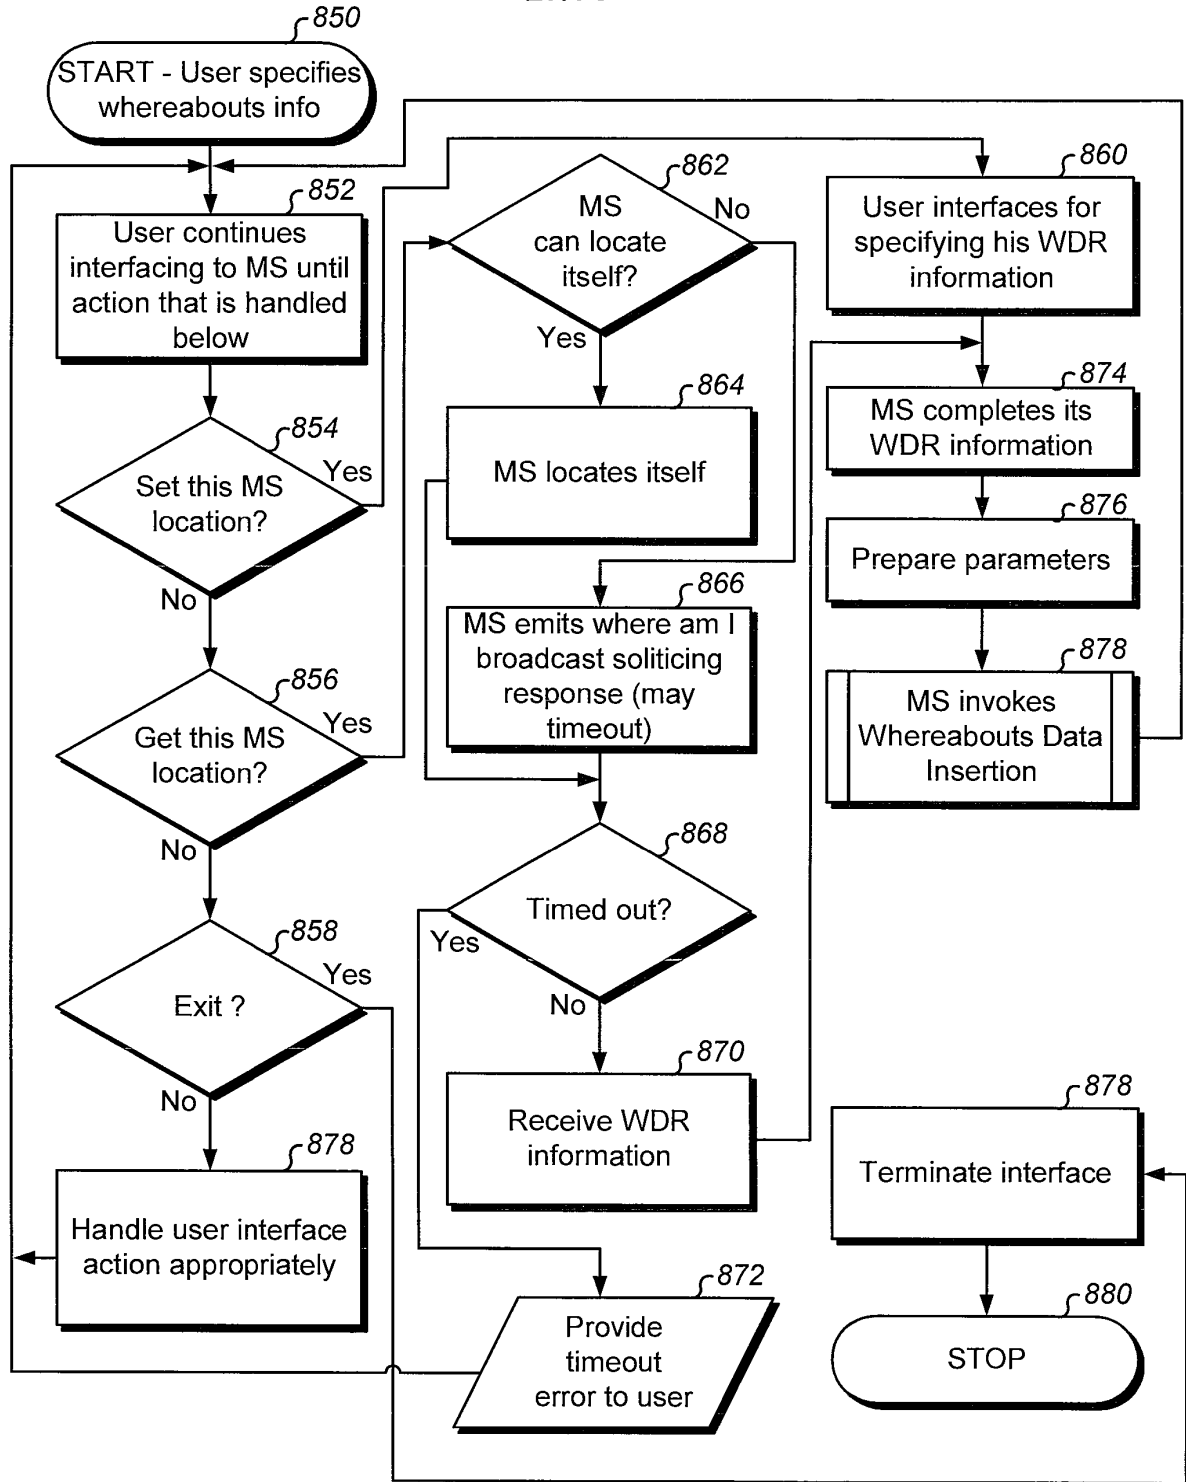 850
START - User specifies
whereabouts info
852
User continues
interfacing to MS until
action that is handled
below
854
Set this MS
location?
Yes
No
856
Get this MS
location?
Yes
No
858
Exit ?
Yes
No
878
Handle user interface
action appropriately
862
MS
can locate
itself?
No
Yes
864
MS locates itself
866
MS emits where am I
broadcast soliticing
response (may
timeout)
868
Timed out?
Yes
No
870
Receive WDR
information
872
Provide
timeout
error to user
860
User interfaces for
specifying his WDR
information
874
MS completes its
WDR information
876
Prepare parameters
878
MS invokes
Whereabouts Data
Insertion
878
Terminate interface
880
STOP